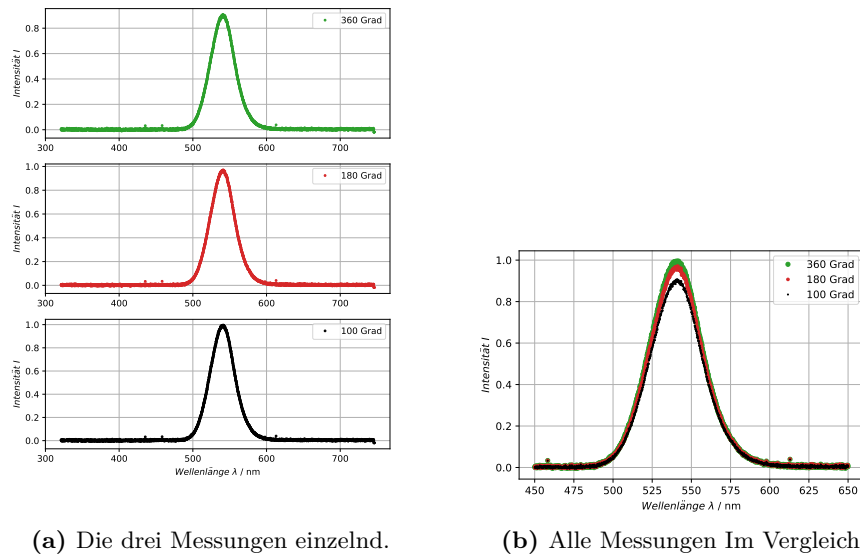 360 Grad
Intensität I
0.8
0.6
0.4
0.2
0.0
300 400 500 600 700
180 Grad
Intensität I
1.0
0.8
0.6
0.4
0.2
0.0
300 400 500 600 700
100 Grad
Intensität I
1.0
0.8
0.6
0.4
0.2
0.0
300 400 500 600 700
Wellenlänge λ / nm
(a) Die drei Messungen einzelnd.
360 Grad
180 Grad
100 Grad
Intensität I
1.0
0.8
0.6
0.4
0.2
0.0
450 475 500 525 550 575 600 625 650
Wellenlänge λ / nm
(b) Alle Messungen Im Vergleich